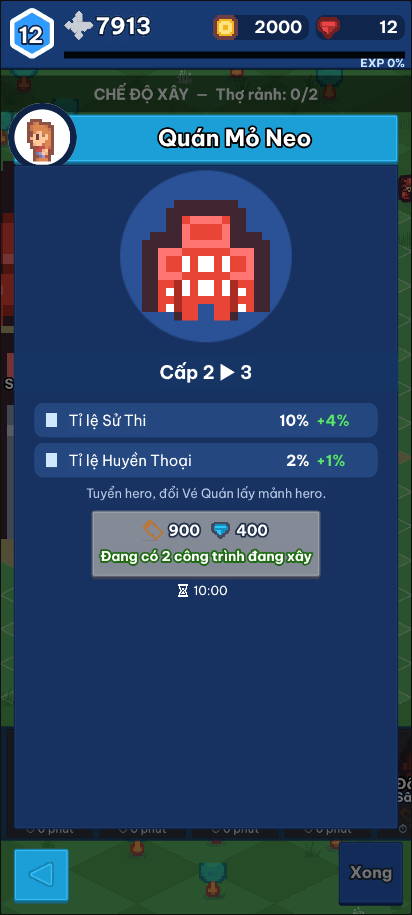 12
7913
2000
12
EXP 0%
CHẾ ĐỘ XÂY — Thợ rảnh: 0/2
Quán Mỏ Neo
Cấp 2 ▶ 3
Tỉ lệ Sử Thi 10% +4%
Tỉ lệ Huyền Thoại 2% +1%
Tuyển hero, đổi Vé Quán lấy mảnh hero.
900 400
Đang có 2 công trình đang xây
10:00
Xong